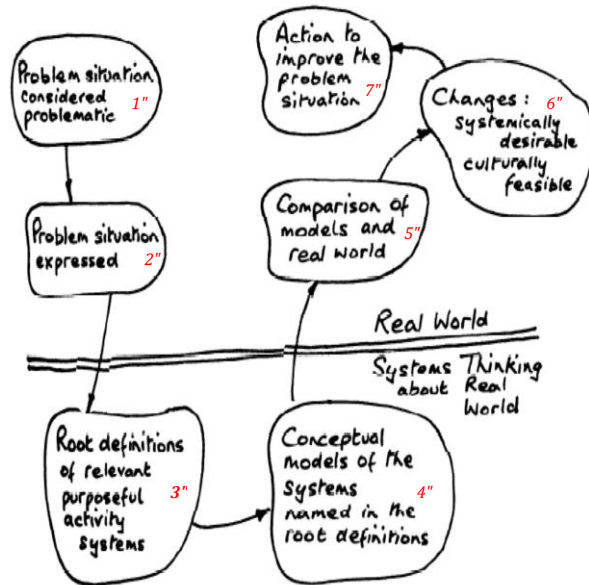 Problem situation
considered
problematic 1"
Problem situation
expressed 2"
Root definitions
of relevant
purposeful 3"
activity
systems
Conceptual
models of the
Systems 4"
named in the
root definitions
Comparison of
models and 5"
real world
Changes: 6"
systemically
desirable
culturally
feasible
Action to
improve the
problem
situation 7"
Real World
Systems Thinking
about Real
World